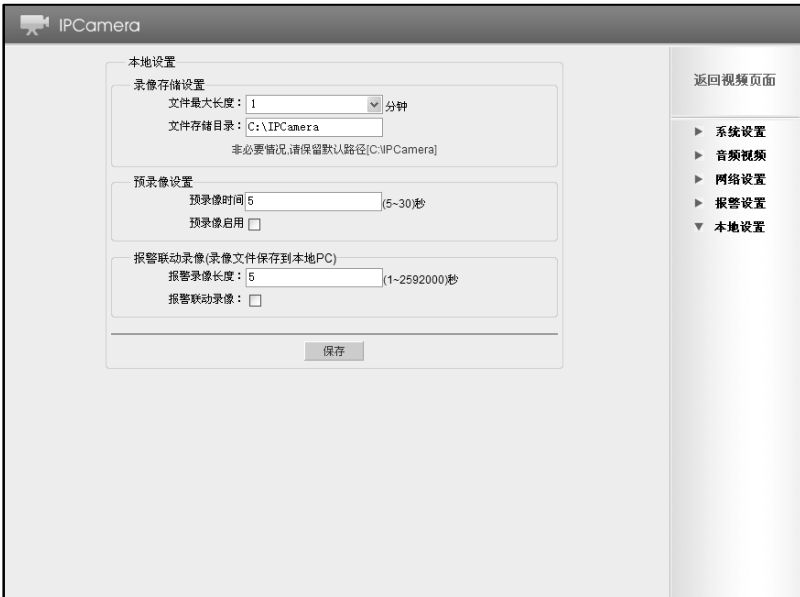 IPCamera
本地设置
录像存储设置
文件最大长度： 1 分钟
文件存储目录： C:\IPCamera
非必要情况,请保留默认路径[C:\IPCamera]
预录像设置
预录像时间 5 (5~30)秒
预录像启用
报警联动录像(录像文件保存到本地PC)
报警录像长度： 5 (1~2592000)秒
报警联动录像：
保存
返回视频页面
系统设置
音频视频
网络设置
报警设置
本地设置